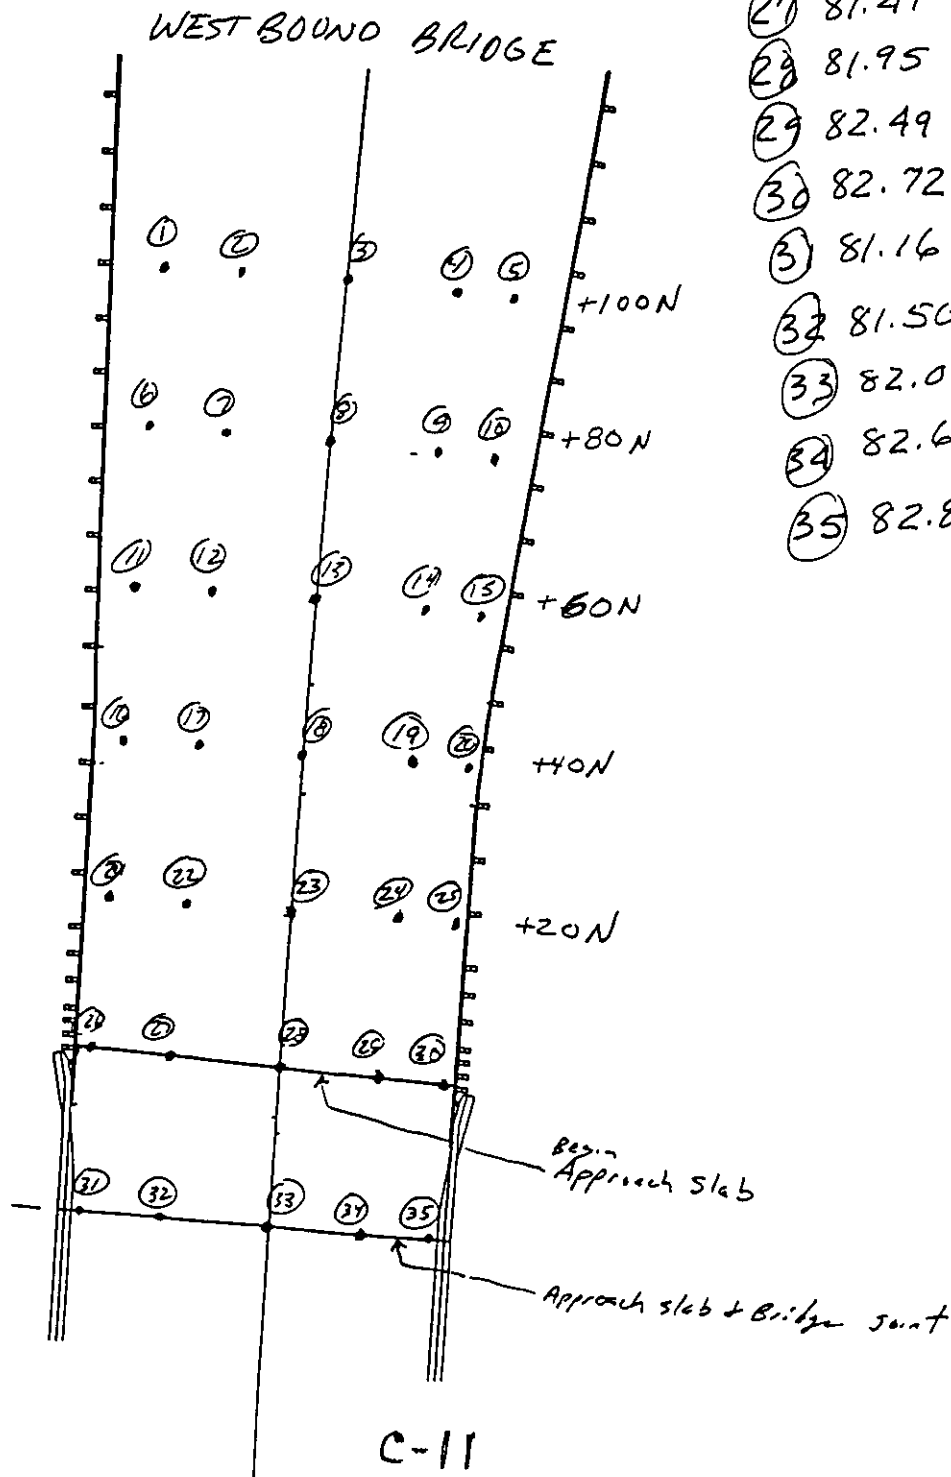 WEST BOUND BRIDGE
27 81.41
28 81.95
29 82.49
30 82.72
31 81.16
32 81.50
33 82.0
34 82.6
35 82.8
1 2 3 4 5
+100N
6 7 8 9 10
+80N
11 12 13 14 15
+60N
16 17 18 19 20
+40N
21 22 23 24 25
+20N
26 27 28 29 30
Begin
Approach Slab
31 32 33 34 35
Approach slab & Bridge Joint
C-11